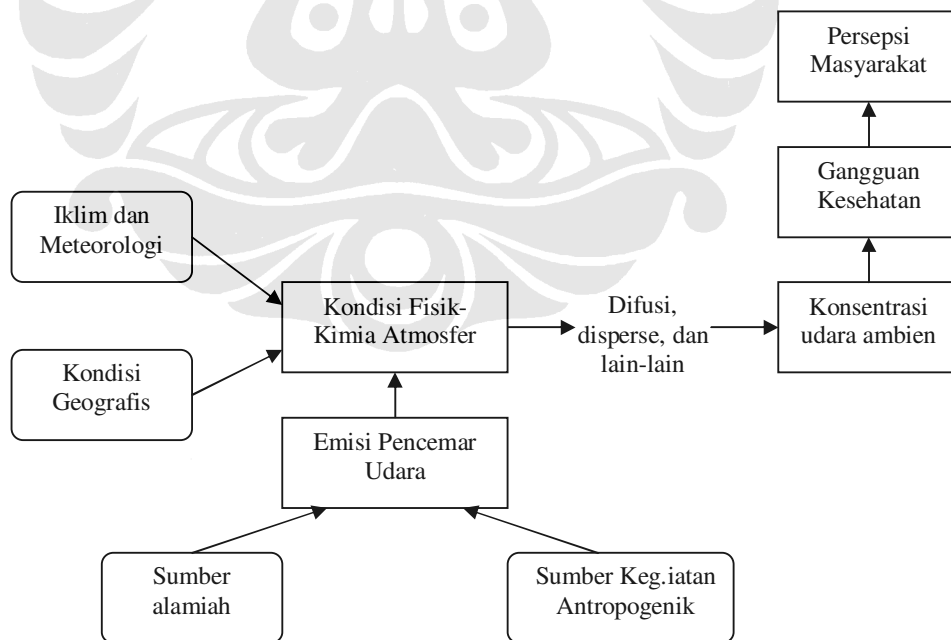 Persepsi
Masyarakat
Gangguan
Kesehatan
Iklim dan
Meteorologi
Kondisi Fisik-
Kimia Atmosfer
Difusi,
disperse, dan
lain-lain
Konsentrasi
udara ambien
Kondisi
Geografis
Emisi Pencemar
Udara
Sumber
alamiah
Sumber Keg.iatan
Antropogenik